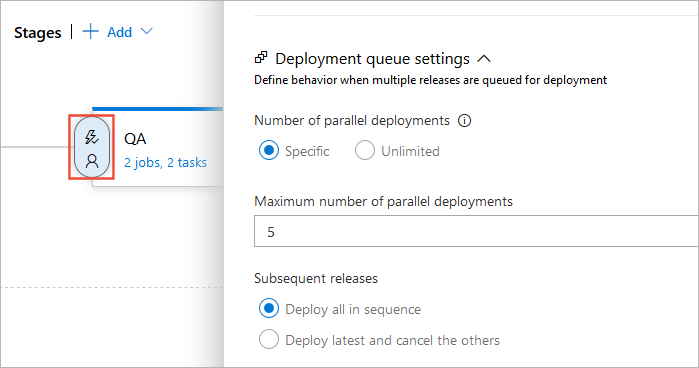 Stages | + Add
QA
2 jobs, 2 tasks
Deployment queue settings
Define behavior when multiple releases are queued for deployment
Number of parallel deployments
Specific
Unlimited
Maximum number of parallel deployments
5
Subsequent releases
Deploy all in sequence
Deploy latest and cancel the others